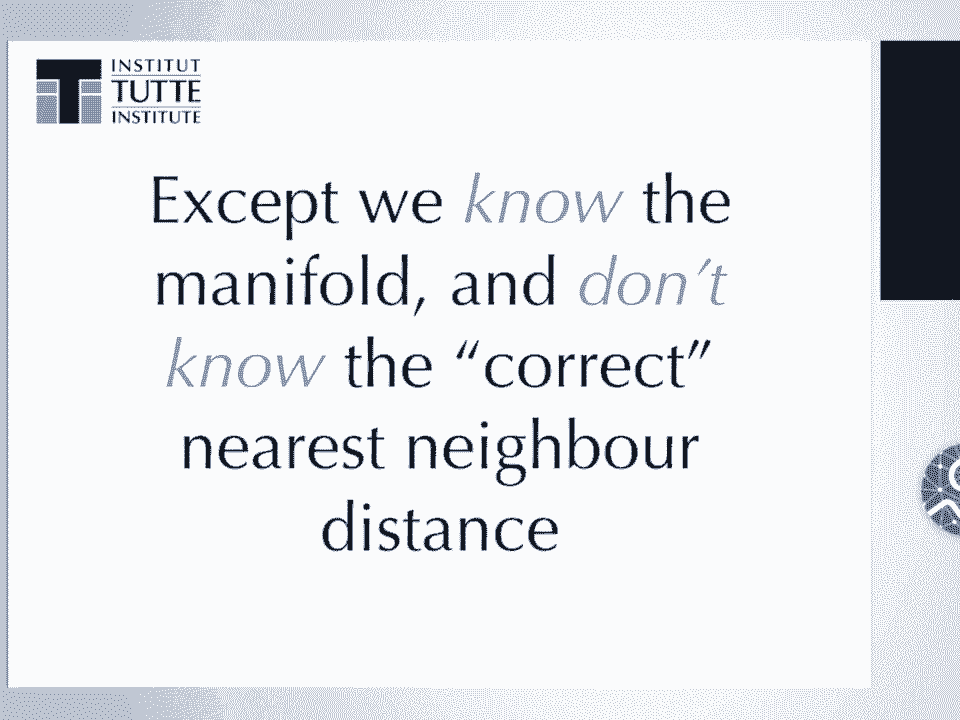 INSTITUT
TUTTE
INSTITUTE
Except we know the
manifold, and don’t
know the “correct”
nearest neighbour
distance